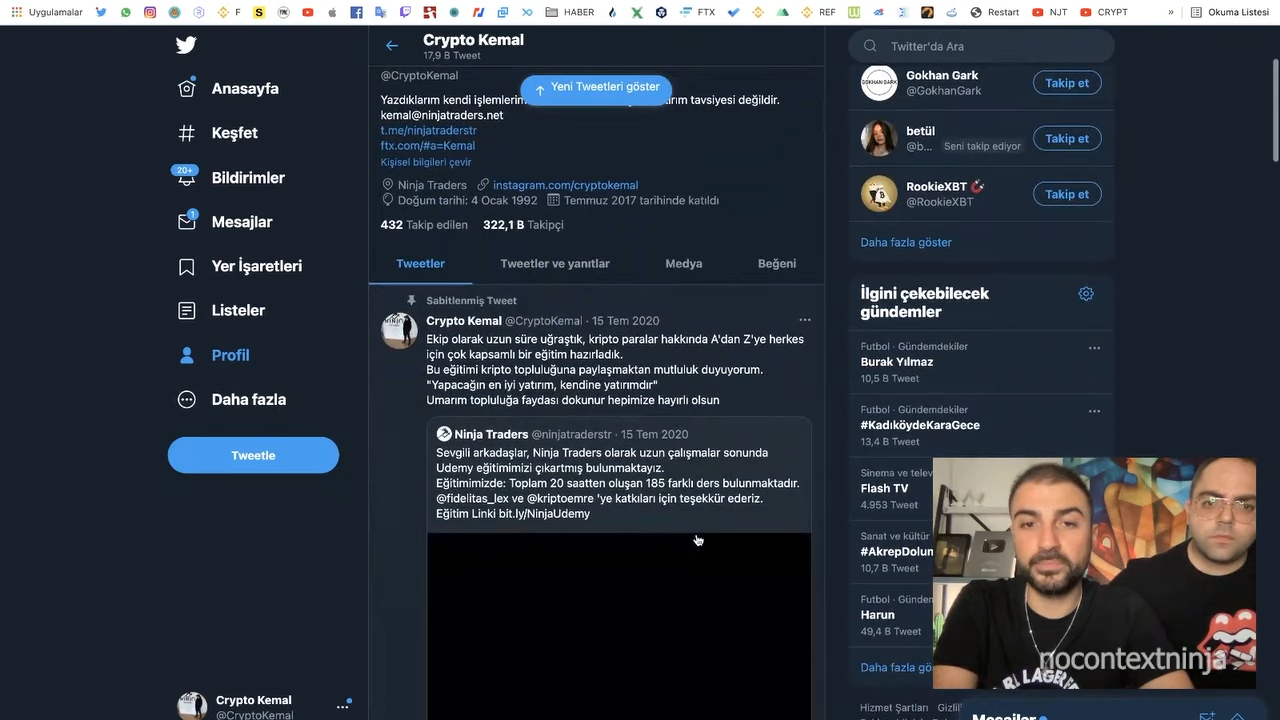 Uygulamalar
F
HABER
FTX
REF
Restart
NJT
CRYPT
»
Okuma Listesi
Anasayfa
Keşfet
20+
Bildirimler
1
Mesajlar
Yer İşaretleri
Listeler
Profil
Daha fazla
Tweetle
Crypto Kemal
@CryptoKemal
Crypto Kemal
17,9 B Tweet
@CryptoKemal
Yeni Tweetleri göster
Yazdıklarım kendi
tavsiyesi değildir.
kemal@ninjatraders.net
t.me/ninjatraderstr
ftx.com/#a=Kemal
Kişisel bilgileri çevir
Ninja Traders instagram.com/cryptokemal
Doğum tarihi: 4 Ocak 1992 Temmuz 2017 tarihinde katıldı
432 Takip edilen 322,1 B Takipçi
Tweetler Tweetler ve yanıtlar Medya Beğeni
Sabitlenmiş Tweet
Crypto Kemal @CryptoKemal · 15 Tem 2020
Ekip olarak uzun süre uğraştık, kripto paralar hakkında A'dan Z'ye herkes
için çok kapsamlı bir eğitim hazırladık.
Bu eğitimi kripto topluluğuna paylaşmaktan mutluluk duyuyorum.
"Yapacağın en iyi yatırım, kendine yatırımdır"
Umarım topluluğa faydası dokunur hepimize hayırlı olsun
Ninja Traders @ninjatraderstr · 15 Tem 2020
Sevgili arkadaşlar, Ninja Traders olarak uzun çalışmalar sonunda
Udemy eğitimimizi çıkartmış bulunmaktayız.
Eğitimimizde: Toplam 20 saatten oluşan 185 farklı ders bulunmaktadır.
@fidelitas_lex ve @kriptoemre 'ye katkıları için teşekkür ederiz.
Eğitim Linki bit.ly/NinjaUdemy
Twitter'da Ara
Gokhan Gark
@GokhanGark
Takip et
betül
@b... Seni takip ediyor
Takip et
RookieXBT
@RookieXBT
Takip et
Daha fazla göster
İlgini çekebilecek
gündemler
Futbol · Gündemdekiler
Burak Yılmaz
10,5 B Tweet
Futbol · Gündemdekiler
#KadıköydeKaraGece
13,4 B Tweet
Sinema ve telev
Flash TV
4.953 Tweet
Sanat ve kültür
#AkrepDolun
10,7 B Tweet
Futbol · Gündem
Harun
49,4 B Tweet
Daha fazla gö
Hizmet Şartları Gizlili
Mesajlar
nocontextninja